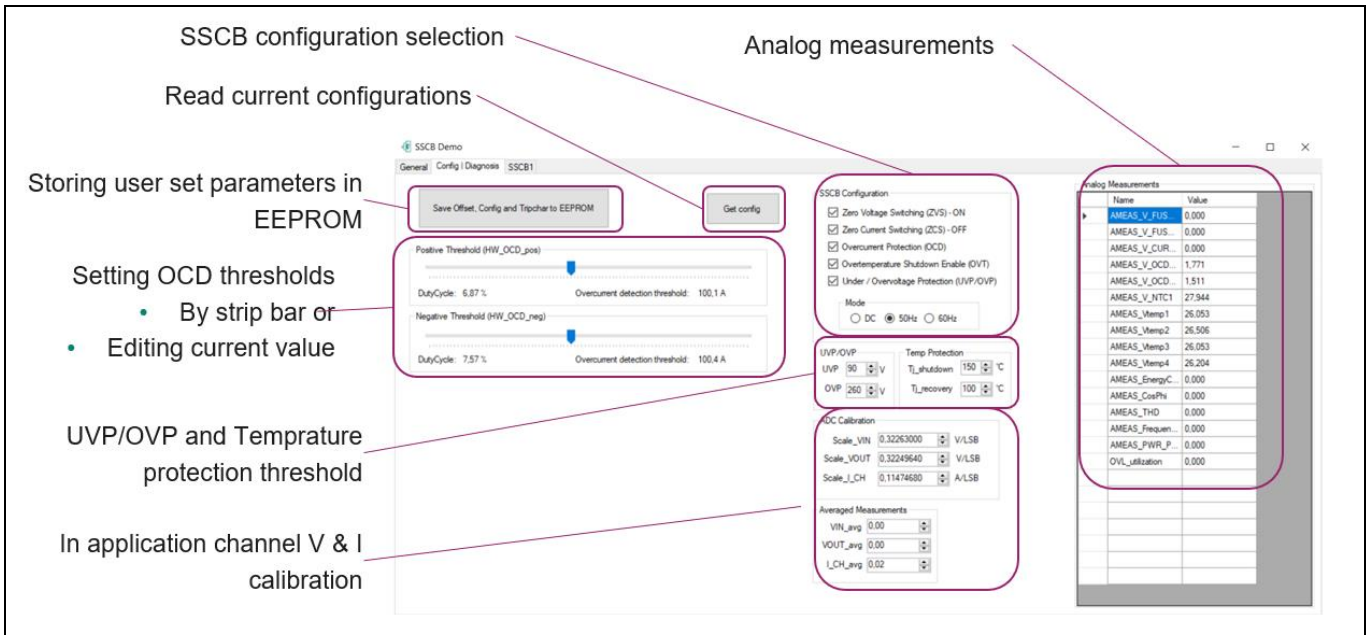 SSCB configuration selection
Analog measurements
Read current configurations
Storing user set parameters in
EEPROM
Setting OCD thresholds
• By strip bar or
• Editing current value
UVP/OVP and Temprature
protection threshold
In application channel V & I
calibration
SSCB Demo
General Config | Diagnosis SSCB1
Save Offset, Config and Tripchar to EEPROM
Get config
Positive Threshold (HW_OCD_pos)
DutyCycle: 6,87 % Overcurrent detection threshold: 100,1 A
Negative Threshold (HW_OCD_neg)
DutyCycle: 7,57 % Overcurrent detection threshold: 100,4 A
SSCB Configuration
Zero Voltage Switching (ZVS) - ON
Zero Current Switching (ZCS) - OFF
Overcurrent Protection (OCD)
Overtemperature Shutdown Enable (OVT)
Under / Overvoltage Protection (UVP/OVP)
Mode
DC 50Hz 60Hz
UVP/OVP
UVP 90 V
OVP 260 V
Temp Protection
Tj_shutdown 150 °C
Tj_recovery 100 °C
ADC Calibration
Scale_VIN 0,32263000 V/LSB
Scale_VOUT 0,32249640 V/LSB
Scale_I_CH 0,11474680 A/LSB
Averaged Measurements
VIN_avg 0,00
VOUT_avg 0,00
I_CH_avg 0,02
Analog Measurements
Name Value
AMEAS_V_FUS... 0,000
AMEAS_V_FUS... 0,000
AMEAS_V_CUR... 0,000
AMEAS_V_OCD... 1,771
AMEAS_V_OCD... 1,511
AMEAS_V_NTC1 27,944
AMEAS_Vtemp1 26,053
AMEAS_Vtemp2 26,506
AMEAS_Vtemp3 26,053
AMEAS_Vtemp4 26,204
AMEAS_EnergyC... 0,000
AMEAS_CosPhi 0,000
AMEAS_THD 0,000
AMEAS_Frequen... 0,000
AMEAS_PWR_P... 0,000
OVL_utilization 0,000